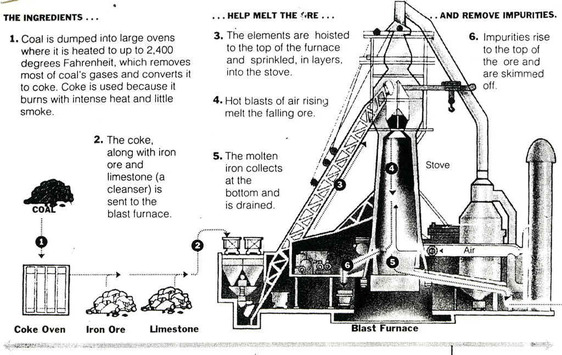 THE INGREDIENTS . . .
1. Coal is dumped into large ovens
where it is heated to up to 2,400
degrees Fahrenheit, which removes
most of coal's gases and converts it
to coke. Coke is used because it
burns with intense heat and little
smoke.
2. The coke,
along with iron
ore and
limestone (a
cleanser) is
sent to the
blast furnace.
COAL
1
2
Coke Oven
Iron Ore
Limestone
. . . HELP MELT THE ORE . . .
3. The elements are hoisted
to the top of the furnace
and sprinkled, in layers,
into the stove.
4. Hot blasts of air rising
melt the falling ore.
5. The molten
iron collects
at the
bottom and
is drained.
3
4
Stove
Air
6
5
Blast Furnace
. . AND REMOVE IMPURITIES.
6. Impurities rise
to the top of
the ore and
are skimmed
off.